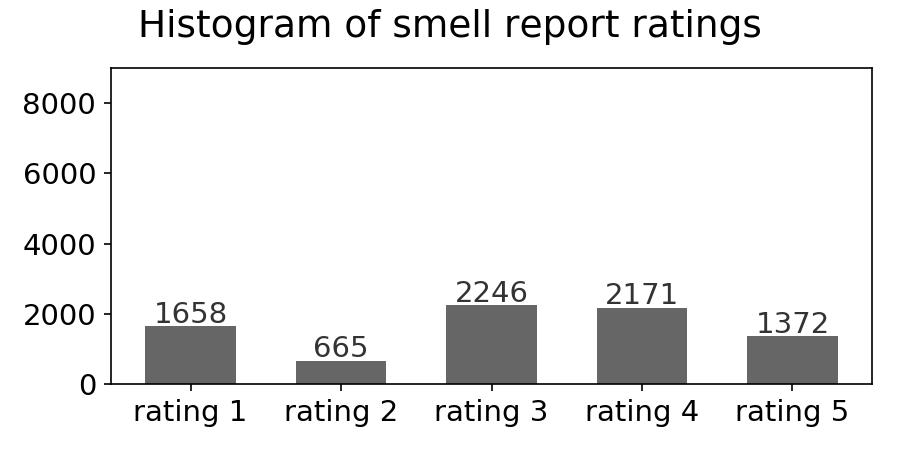 Histogram of smell report ratings
8000
6000
4000
2000
0
1658
665
2246
2171
1372
rating 1
rating 2
rating 3
rating 4
rating 5